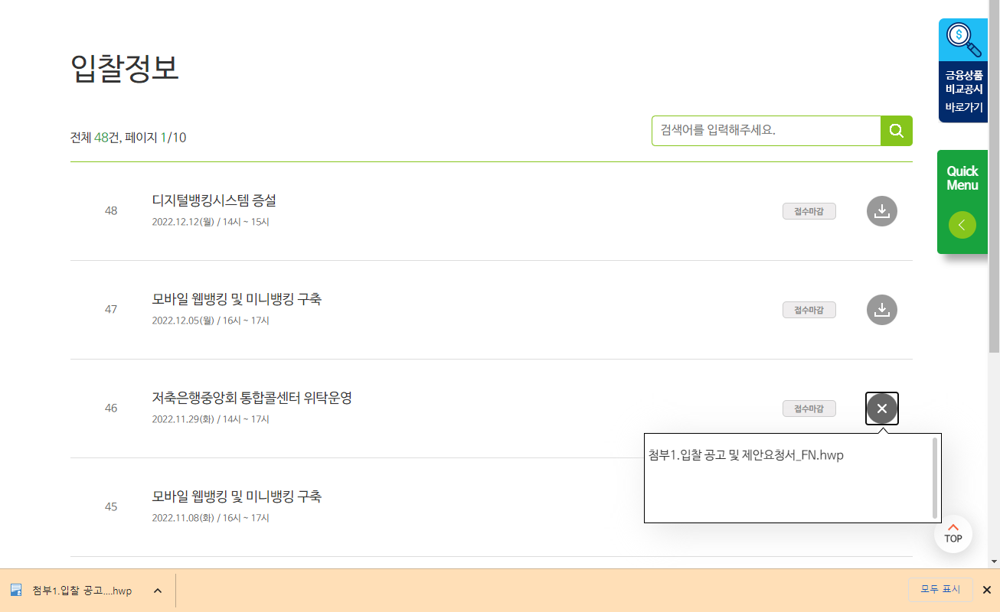 입찰정보
금융상품
비교공시
바로가기
전체 48건, 페이지 1/10
검색어를 입력해주세요.
Quick
Menu
48
디지털뱅킹시스템 증설
2022.12.12(월) / 14시 ~ 15시
접수마감
47
모바일 웹뱅킹 및 미니뱅킹 구축
2022.12.05(월) / 16시 ~ 17시
접수마감
46
저축은행중앙회 통합콜센터 위탁운영
2022.11.29(화) / 14시 ~ 17시
접수마감
첨부1.입찰 공고 및 제안요청서_FN.hwp
45
모바일 웹뱅킹 및 미니뱅킹 구축
2022.11.08(화) / 16시 ~ 17시
TOP
첨부1.입찰 공고....hwp
모두 표시